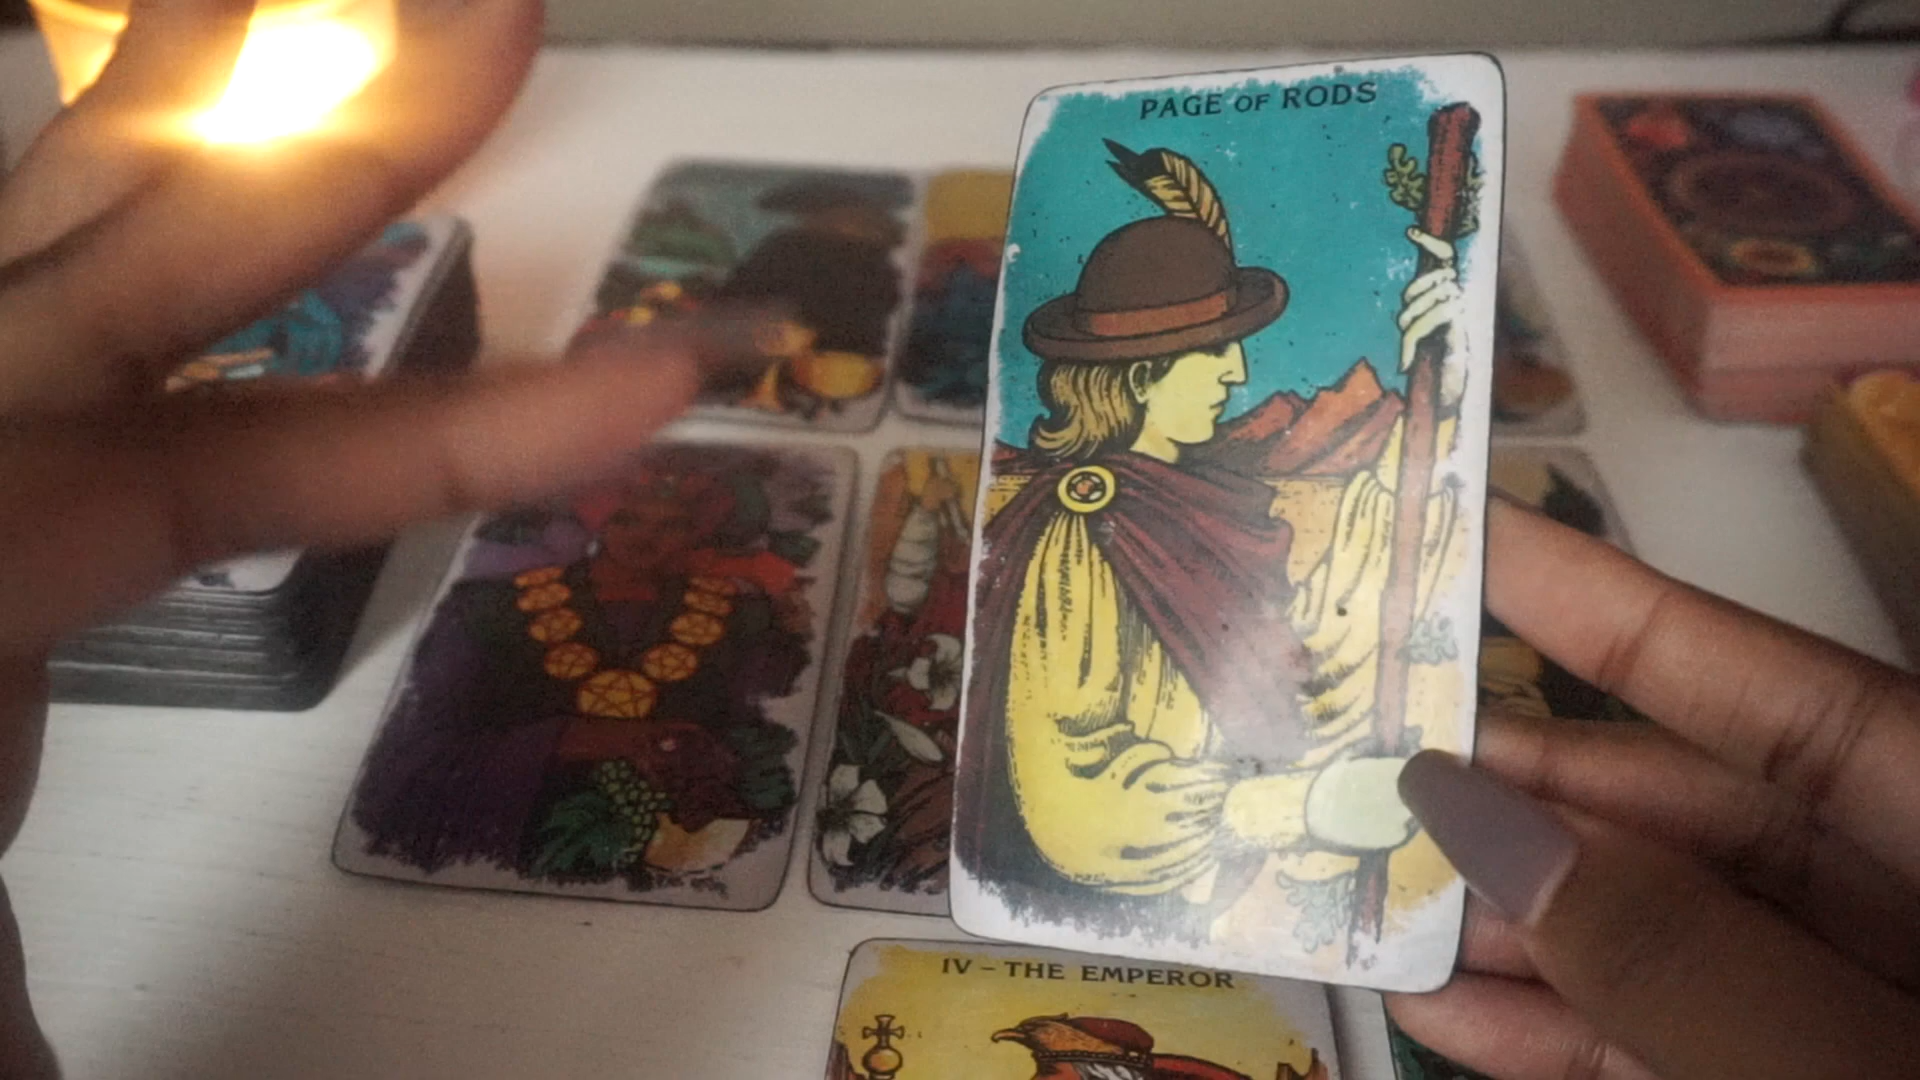 PAGE OF RODS
IV – THE EMPEROR